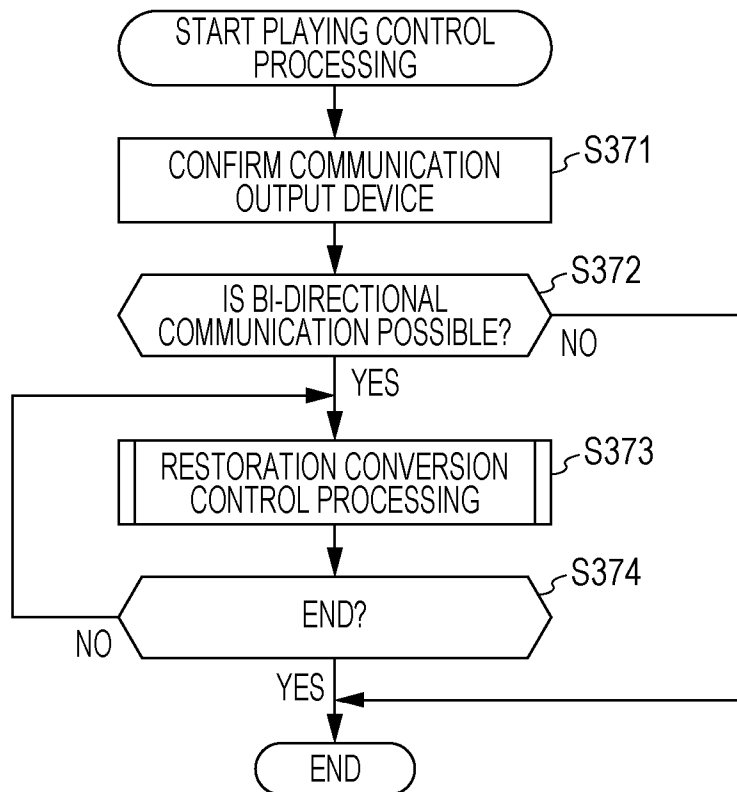 START PLAYING CONTROL
PROCESSING
S371
CONFIRM COMMUNICATION
OUTPUT DEVICE
S372
IS BI-DIRECTIONAL
COMMUNICATION POSSIBLE?
NO
YES
S373
RESTORATION CONVERSION
CONTROL PROCESSING
S374
END?
NO
YES
END